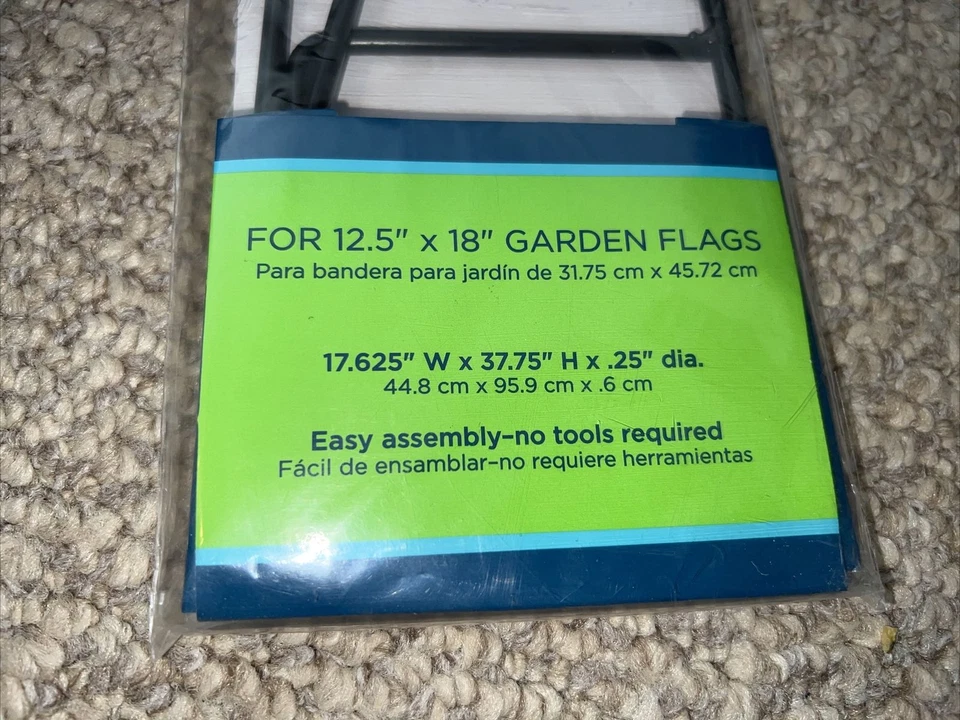 FOR 12.5" x 18" GARDEN FLAGS
Para bandera para jardín de 31.75 cm x 45.72 cm
17.625" W x 37.75" H x .25" dia.
44.8 cm x 95.9 cm x .6 cm
Easy assembly–no tools required
Fácil de ensamblar–no requiere herramientas